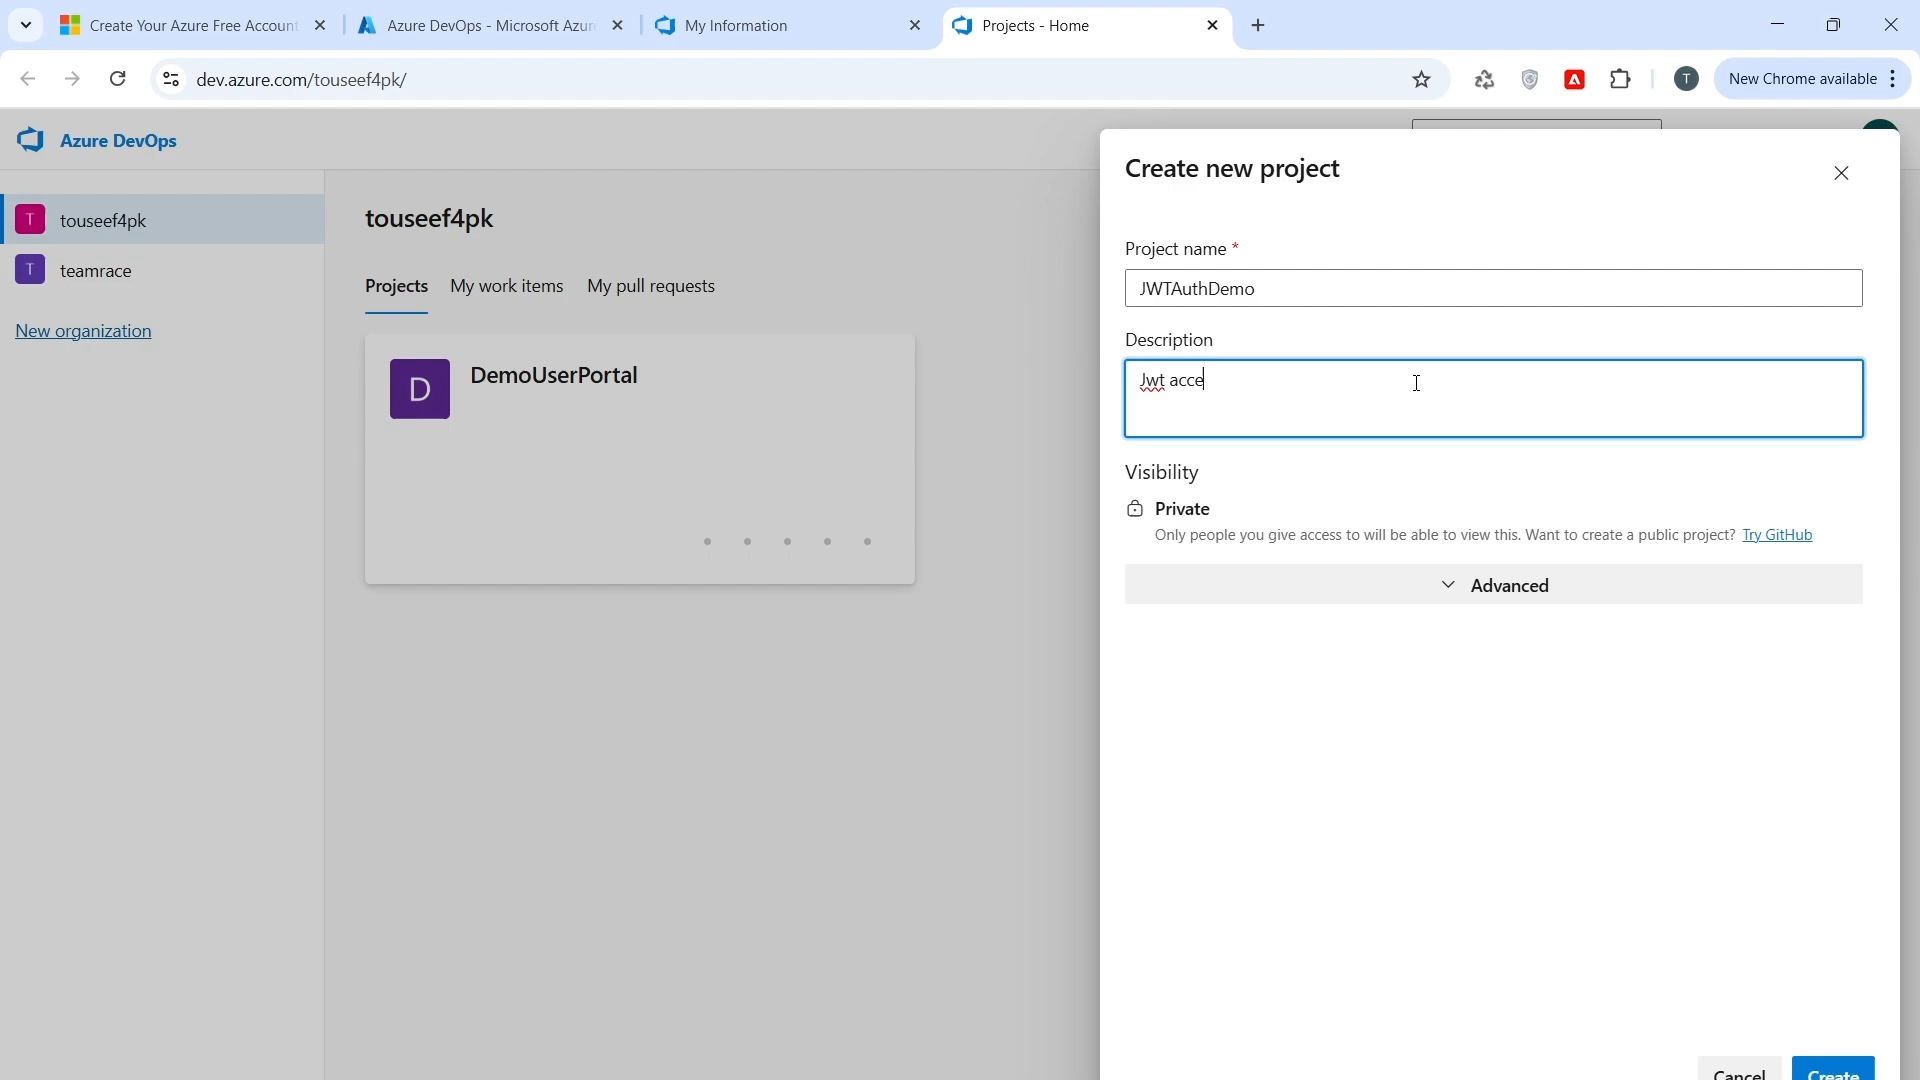 Create Your Azure Free Account
Azure DevOps - Microsoft Azure
My Information
Projects - Home
dev.azure.com/touseef4pk/
T
New Chrome available
Azure DevOps
T touseef4pk
T teamrace
New organization
touseef4pk
Projects My work items My pull requests
D DemoUserPortal
Create new project
Project name *
JWTAuthDemo
Description
Jwt acce
Visibility
Private
Only people you give access to will be able to view this. Want to create a public project? Try GitHub
Advanced
Cancel Create